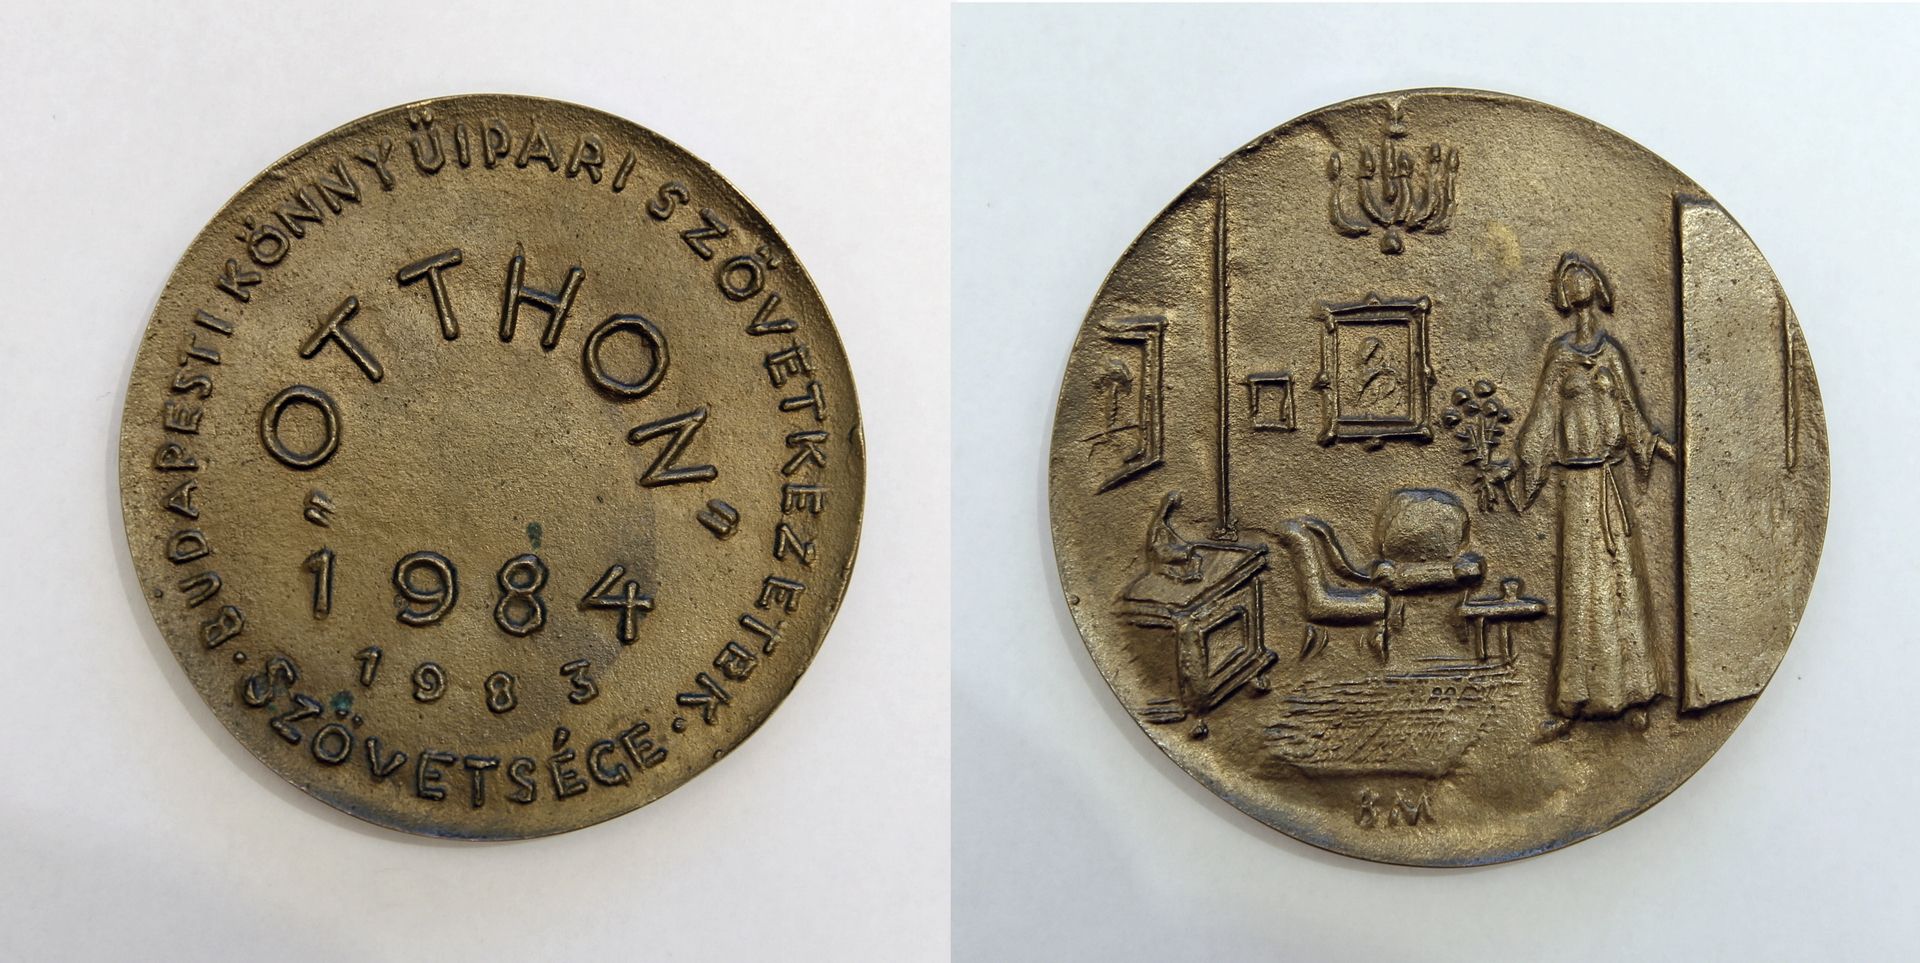 BUDAPESTI KÖNNYŰIPARI SZÖVETKEZETEK.
SZÖVETSÉGE.
„OTTHON"
1984
1983
BM